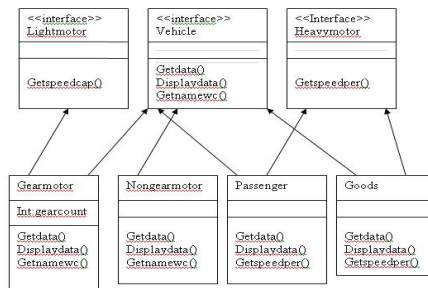 <<interface>>
Lightmotor
Getspeedcap()
<<interface>>
Vehicle
Getdata()
Displaydata()
Getnamewc()
<<Interface>>
Heavymotor
Getspeedper()
Gearmotor
Int:gearcount
Getdata()
Displaydata()
Getnamewc()
Nongearmotor
Getdata()
Displaydata()
Getnamewc()
Passenger
Getdata()
Displaydata()
Getspeedper()
Goods
Getdata()
Displaydata()
Getspeedper()